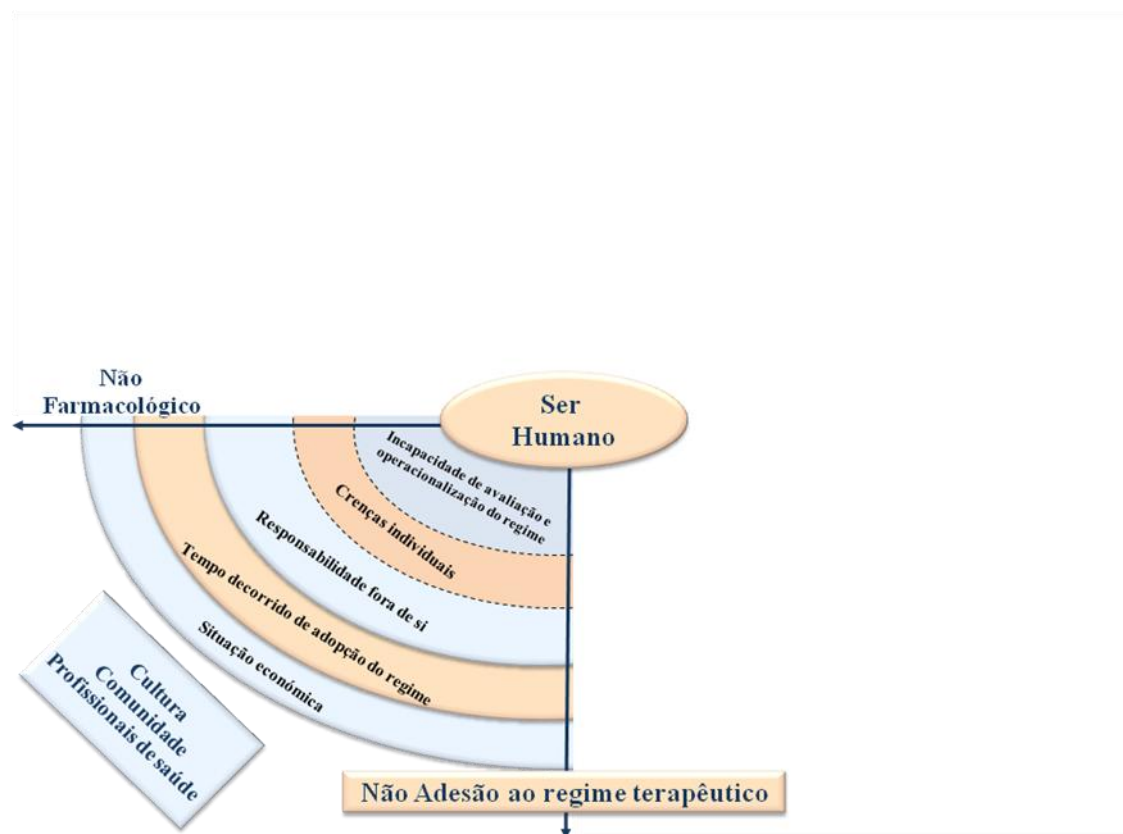 Não
Farmacológico
Ser
Humano
Incapacidade de avaliação e
operacionalização do regime
Crenças individuais
Responsabilidade fora de si
Tempo decorrido de adopção do regime
Situação económica
Cultura
Comunidade
Profissionais de saúde
Não Adesão ao regime terapêutico